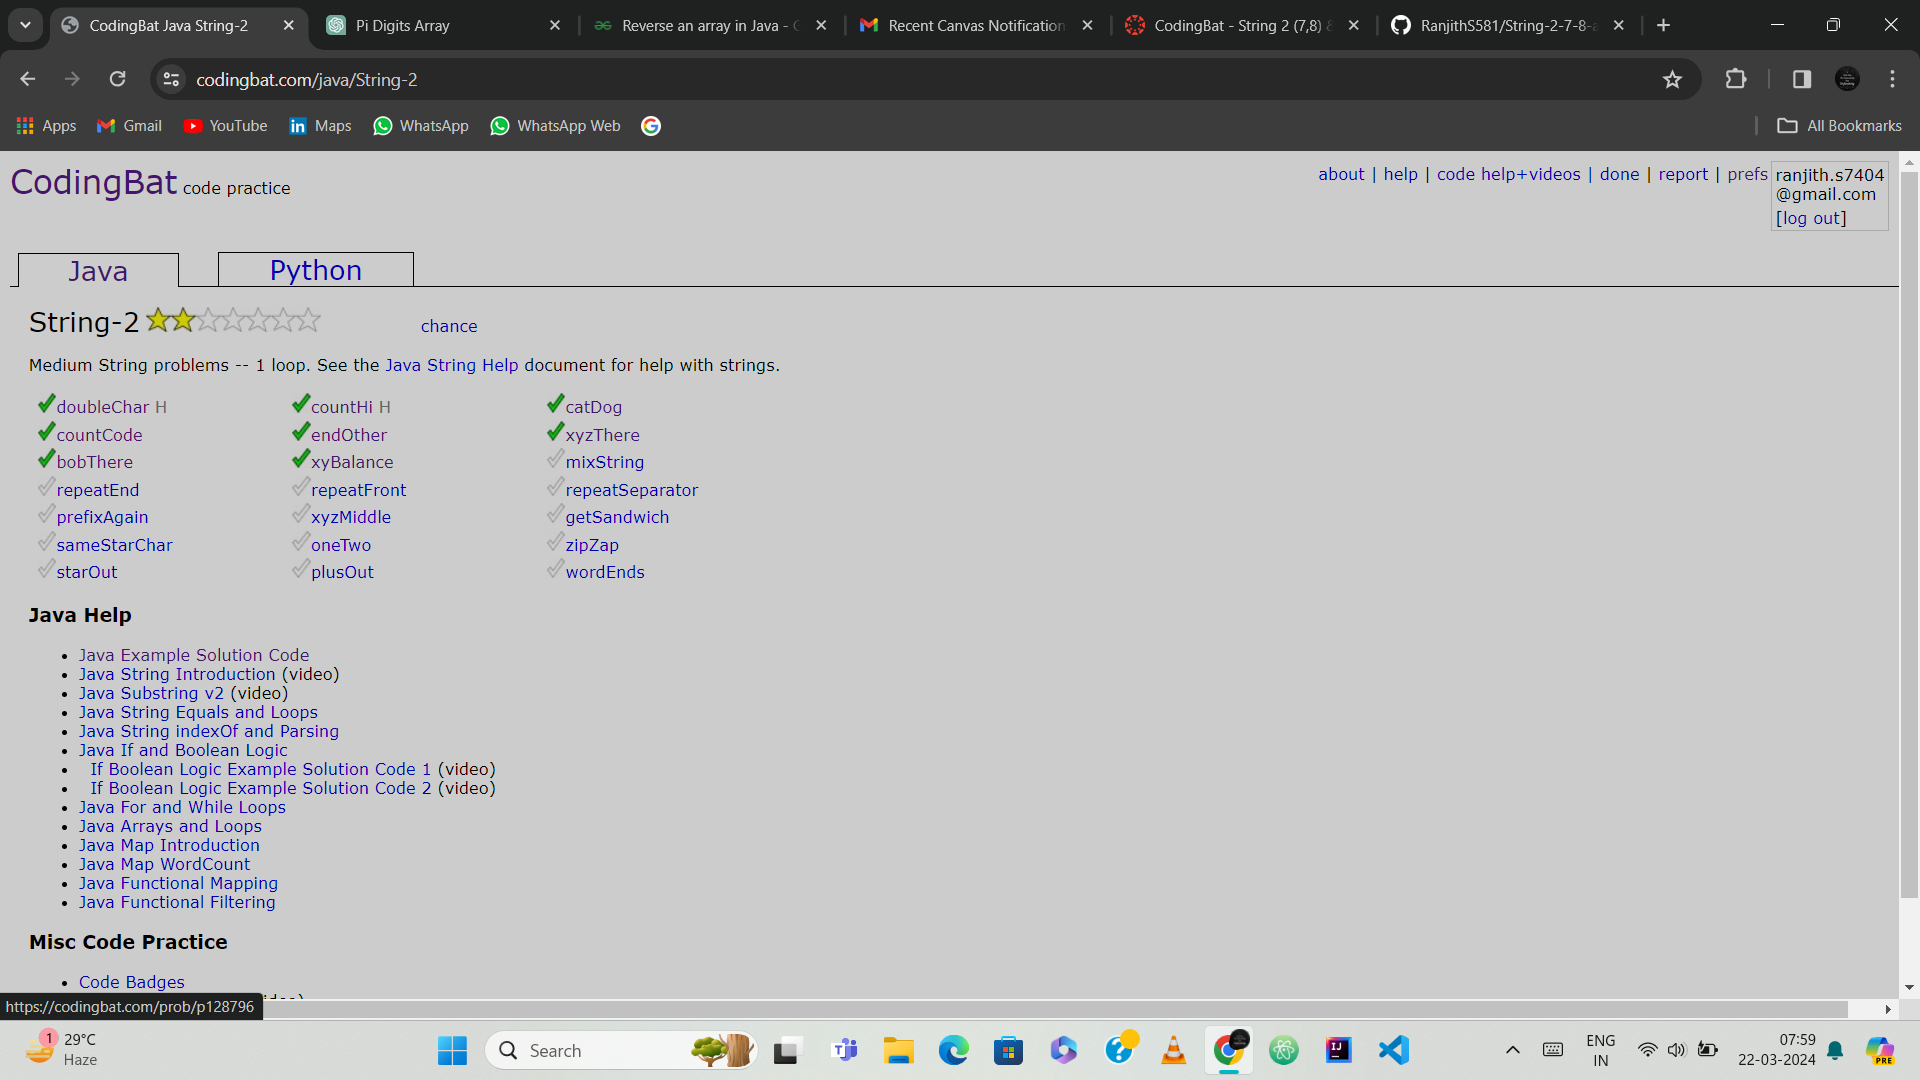 CodingBat Java String-2
Pi Digits Array
Reverse an array in Java -
Recent Canvas Notification
CodingBat - String 2 (7,8)
RanjithS581/String-2-7-8-a
codingbat.com/java/String-2
Apps
Gmail
YouTube
Maps
WhatsApp
WhatsApp Web
All Bookmarks
CodingBat code practice
about | help | code help+videos | done | report | prefs
ranjith.s7404
@gmail.com
[log out]
Java
Python
String-2
chance
Medium String problems -- 1 loop. See the Java String Help document for help with strings.
doubleChar H countHi H catDog
countCode endOther xyzThere
bobThere xyBalance mixString
repeatEnd repeatFront repeatSeparator
prefixAgain xyzMiddle getSandwich
sameStarChar oneTwo zipZap
starOut plusOut wordEnds
Java Help
Java Example Solution Code
Java String Introduction (video)
Java Substring v2 (video)
Java String Equals and Loops
Java String indexOf and Parsing
Java If and Boolean Logic
If Boolean Logic Example Solution Code 1 (video)
If Boolean Logic Example Solution Code 2 (video)
Java For and While Loops
Java Arrays and Loops
Java Map Introduction
Java Map WordCount
Java Functional Mapping
Java Functional Filtering
Misc Code Practice
Code Badges
https://codingbat.com/prob/p128796
1
29°C
Haze
Search
ENG
IN
07:59
22-03-2024
PRE